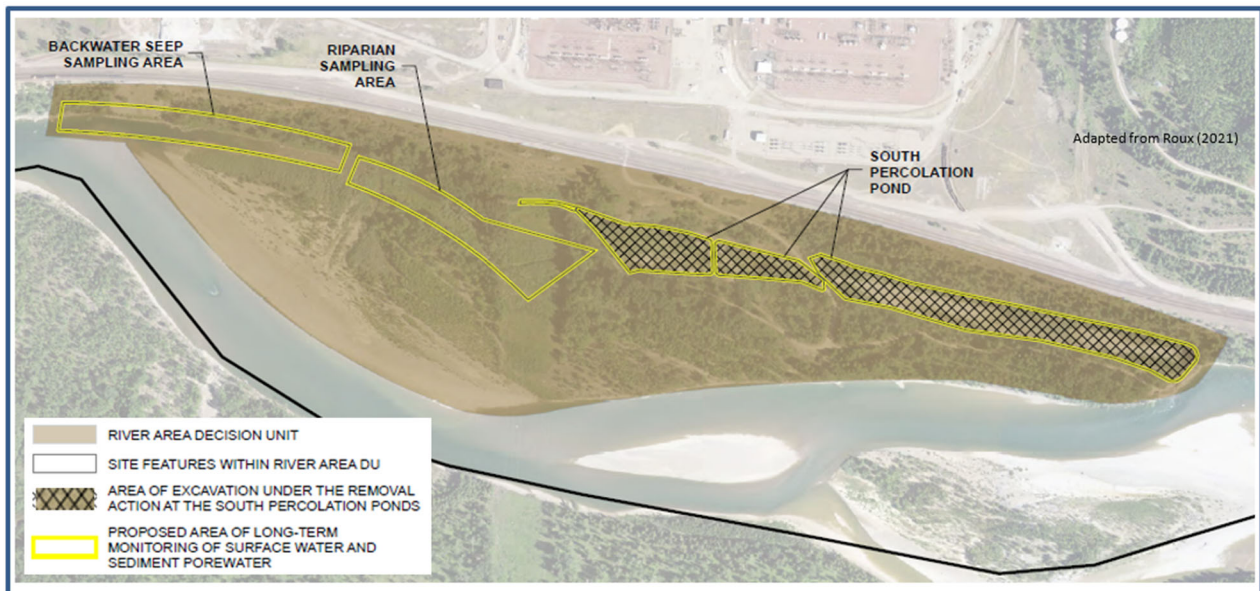 BACKWATER SEEP
SAMPLING AREA
RIPARIAN
SAMPLING
AREA
Adapted from Roux (2021)
SOUTH
PERCOLATION
POND
RIVER AREA DECISION UNIT
SITE FEATURES WITHIN RIVER AREA DU
AREA OF EXCAVATION UNDER THE REMOVAL
ACTION AT THE SOUTH PERCOLATION PONDS
PROPOSED AREA OF LONG-TERM
MONITORING OF SURFACE WATER AND
SEDIMENT POREWATER